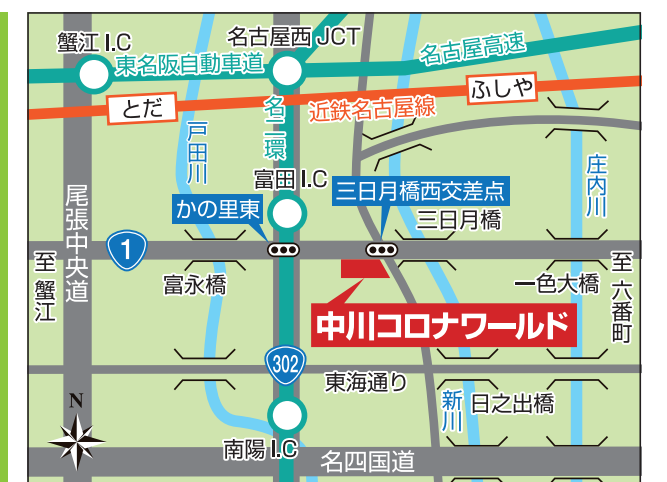 蟹江 I.C
名古屋西 JCT
東名阪自動車道
名古屋高速
とだ
近鉄名古屋線
ふしや
名二環
戸田川
庄内川
富田 I.C
三日月橋西交差点
かの里東
三日月橋
尾張中央道
1
至 蟹江
富永橋
一色大橋
至 六番町
中川コロナワールド
302
東海通り
新川
日之出橋
N
南陽 I.C
名四国道